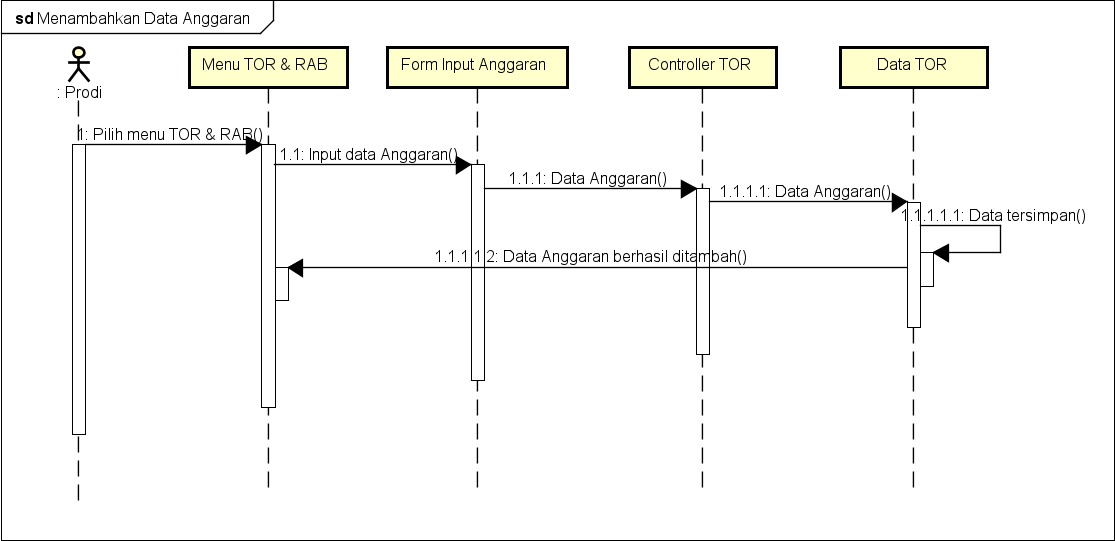 sd Menambahkan Data Anggaran
: Prodi
Menu TOR & RAB
Form Input Anggaran
Controller TOR
Data TOR
1: Pilih menu TOR & RAB()
1.1: Input data Anggaran()
1.1.1: Data Anggaran()
1.1.1.1: Data Anggaran()
1.1.1.1.1: Data tersimpan()
1.1.1.1.2: Data Anggaran berhasil ditambah()